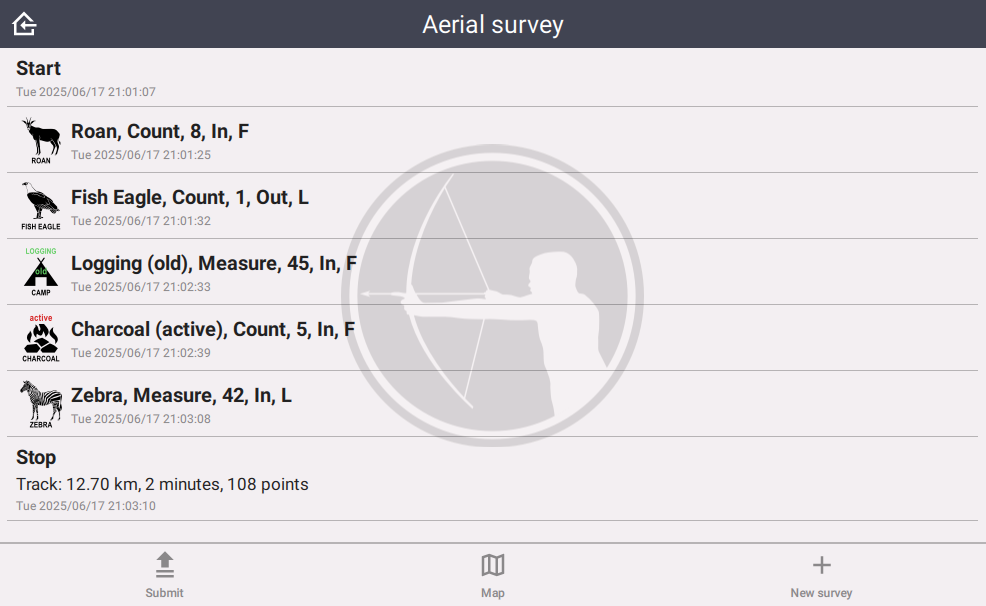 Aerial survey
Start
Tue 2025/06/17 21:01:07
Roan, Count, 8, In, F
Tue 2025/06/17 21:01:25
ROAN
Fish Eagle, Count, 1, Out, L
Tue 2025/06/17 21:01:32
FISH EAGLE
LOGGING
Logging (old), Measure, 45, In, F
old
Tue 2025/06/17 21:02:33
CAMP
active
Charcoal (active), Count, 5, In, F
Tue 2025/06/17 21:02:39
CHARCOAL
Zebra, Measure, 42, In, L
Tue 2025/06/17 21:03:08
ZEBRA
Stop
Track: 12.70 km, 2 minutes, 108 points
Tue 2025/06/17 21:03:10
Submit
Map
New survey